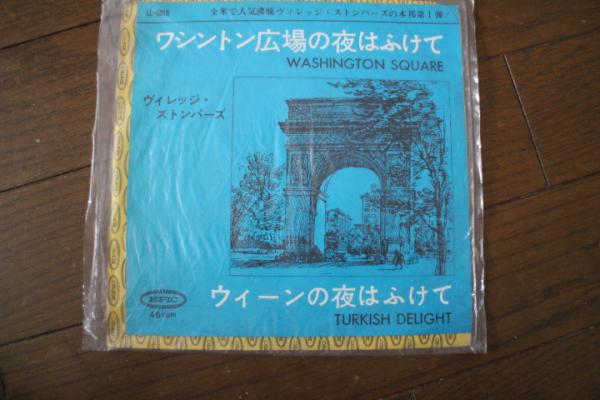 全米で人気沸騰ヴィレッジ・ストンパーズの本邦第1弾!
ワシントン広場の夜はふけて
WASHINGTON SQUARE
ヴィレッジ・
ストンパーズ
EPIC
45rpm
ウィーンの夜はふけて
TURKISH DELIGHT